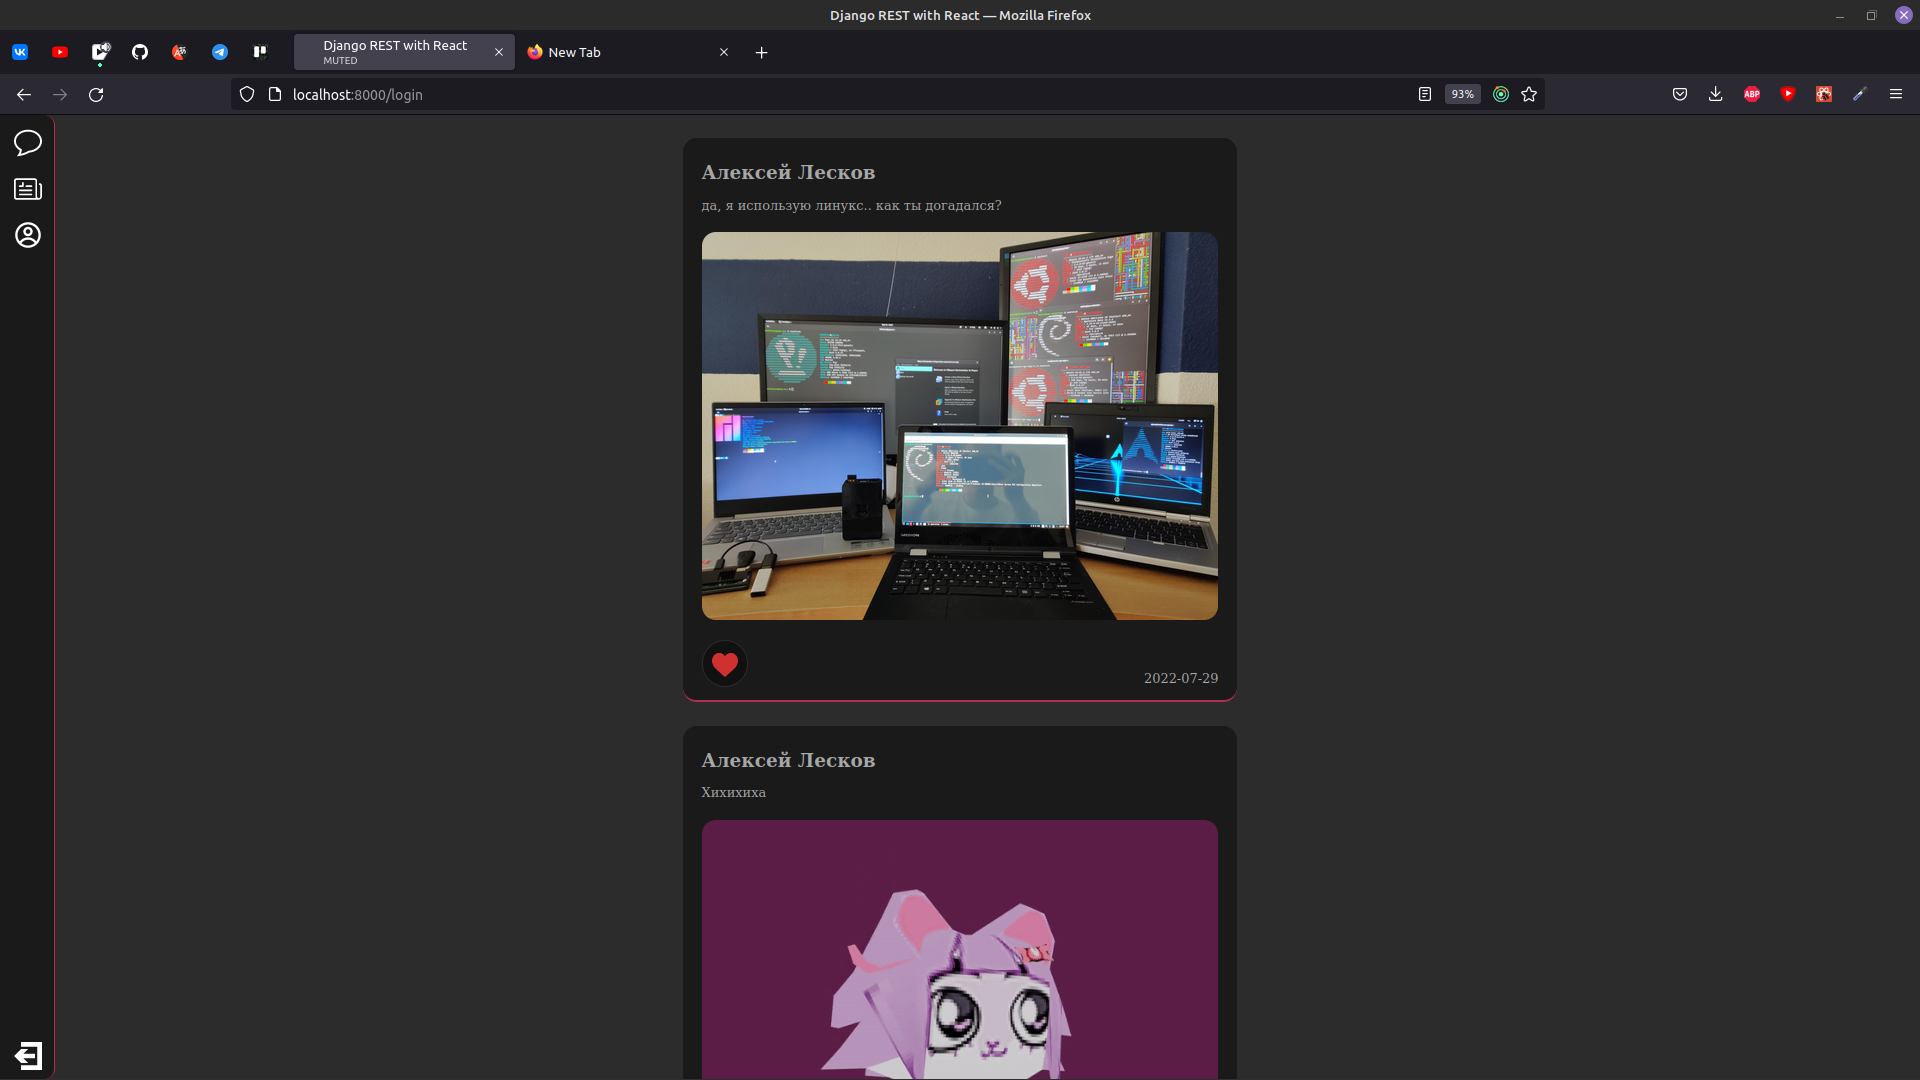 Django REST with React — Mozilla Firefox
Django REST with React
MUTED
New Tab
localhost:8000/login
93%
ABP
Алексей Лесков
да, я использую линукс.. как ты догадался?
2022-07-29
Алексей Лесков
Хихихиха